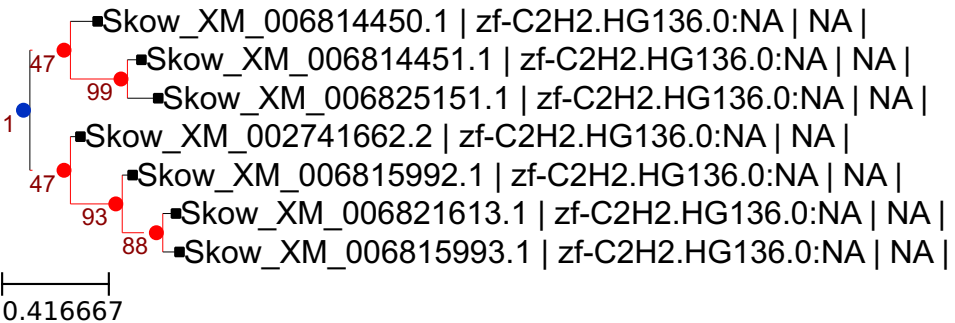 Skow_XM_006814450.1 | zf-C2H2.HG136.0:NA | NA |
47
Skow_XM_006814451.1 | zf-C2H2.HG136.0:NA | NA |
99
Skow_XM_006825151.1 | zf-C2H2.HG136.0:NA | NA |
1
Skow_XM_002741662.2 | zf-C2H2.HG136.0:NA | NA |
47
Skow_XM_006815992.1 | zf-C2H2.HG136.0:NA | NA |
93
Skow_XM_006821613.1 | zf-C2H2.HG136.0:NA | NA |
88
Skow_XM_006815993.1 | zf-C2H2.HG136.0:NA | NA |
0.416667